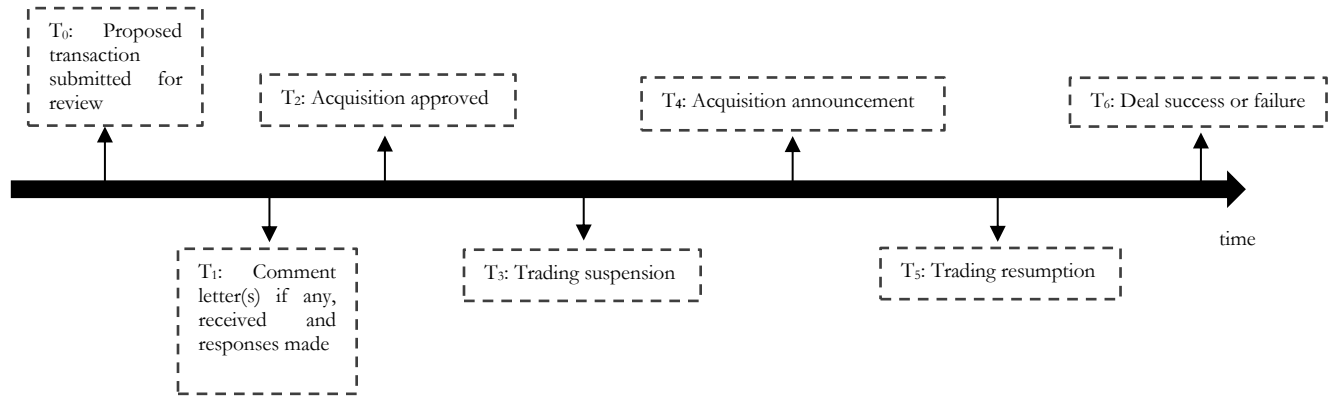 T₀: Proposed
transaction
submitted for
review
T₂: Acquisition approved
T₄: Acquisition announcement
T₆: Deal success or failure
time
T₁: Comment
letter(s) if any,
received and
responses made
T₃: Trading suspension
T₅: Trading resumption